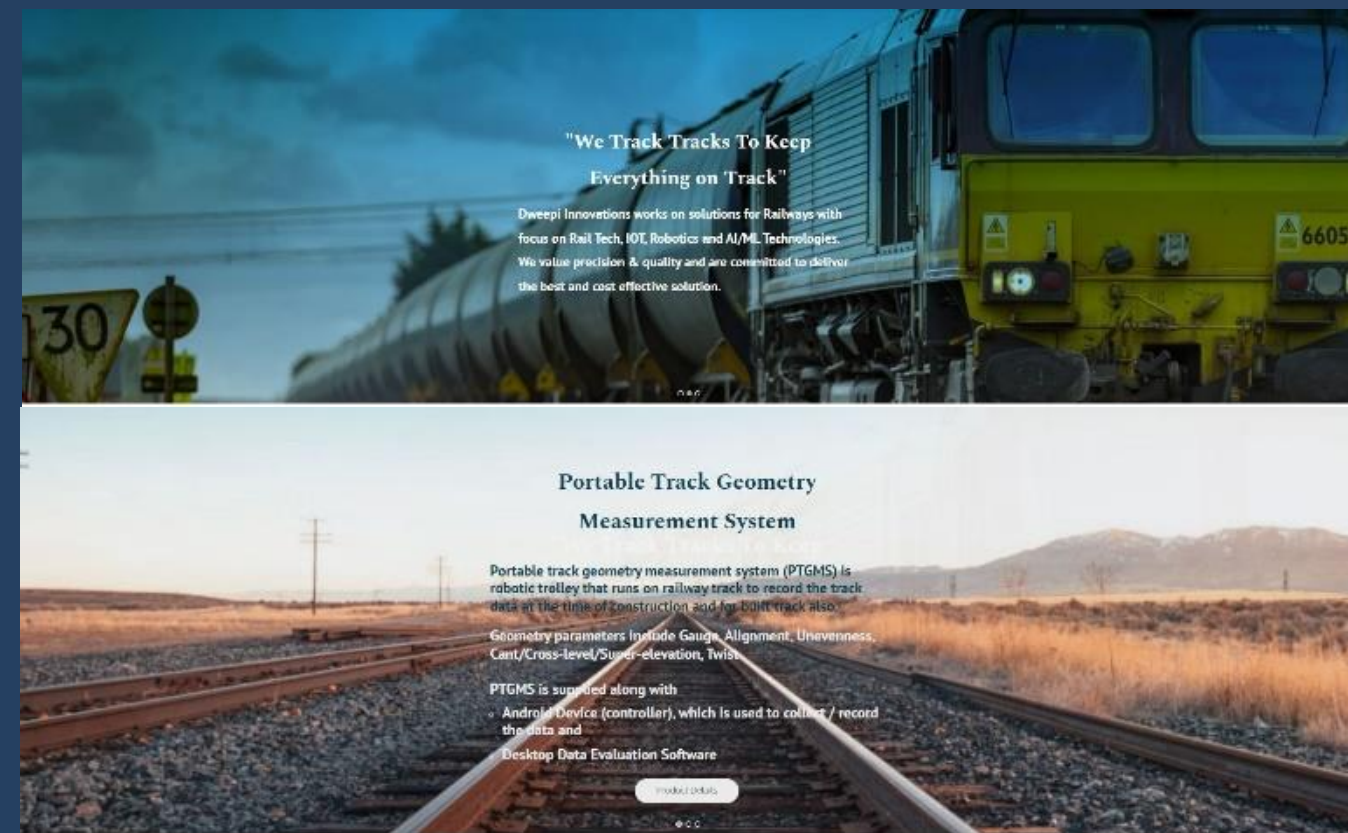 "We Track Tracks To Keep
Everything on Track"
Dweepi Innovations works on solutions for Railways with
focus on Rail Tech, IOT, Robotics and AI/ML Technologies.
We value precision & quality and are committed to deliver
the best and cost effective solution.
30
6605
Portable Track Geometry
Measurement System
We Track Tracks To Keep
Portable track geometry measurement system (PTGMS) is
robotic trolley that runs on railway track to record the track
data at the time of construction and for built track also.
Geometry parameters include Gauge, Alignment, Unevenness,
Cant/Cross-level/Super-elevation, Twist
PTGMS is supplied along with
Android Device (controller), which is used to collect / record
the data and
Desktop Data Evaluation Software
Product Details